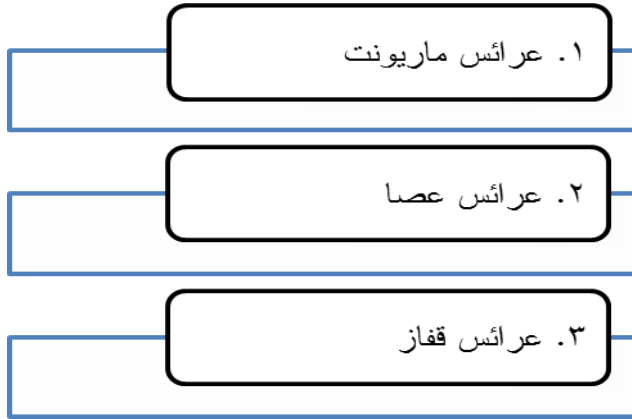 ١. عرائس ماريونت
٢. عرائس عصا
٣. عرائس قفاز